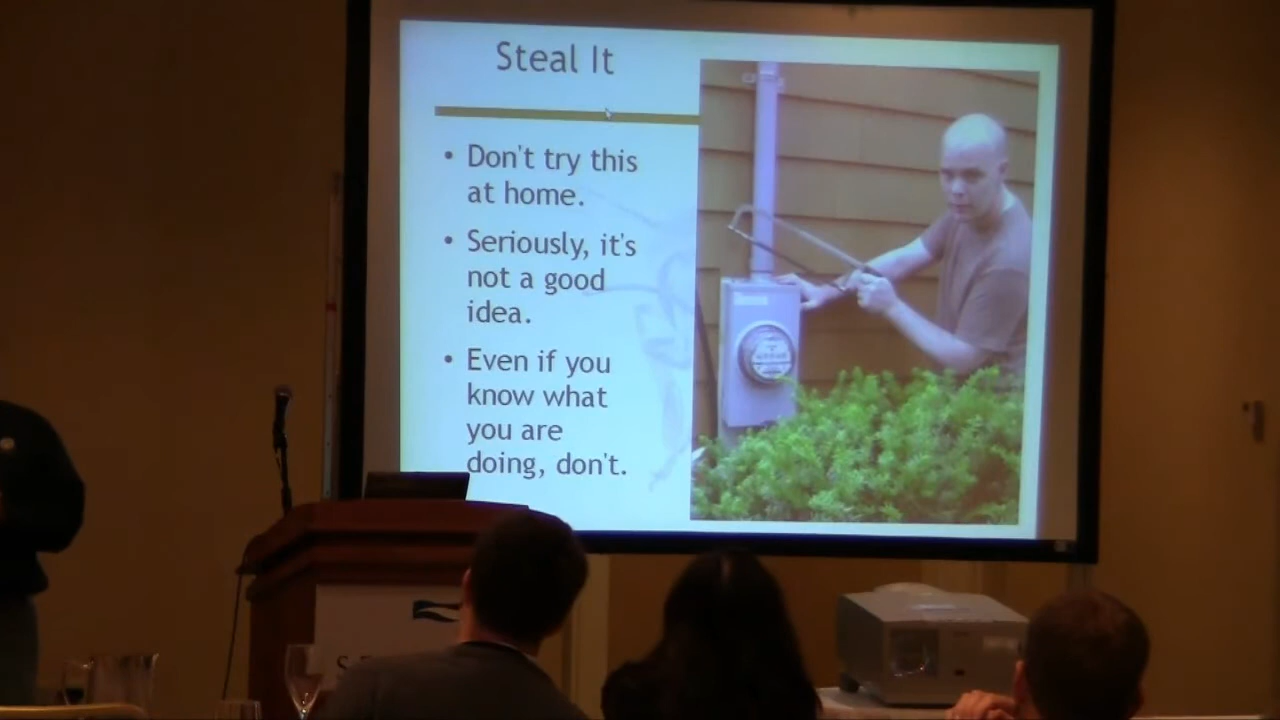 Steal It
• Don't try this
at home.
• Seriously, it's
not a good
idea.
• Even if you
know what
you are
doing, don't.